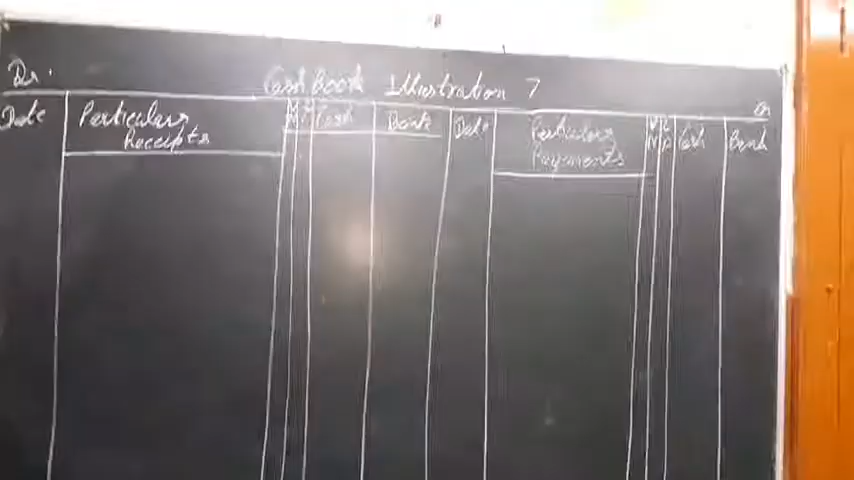 Dr.
Cash Book Illustration 7
Cr
Date
Particulars
Receipts
V
N
L
F
Cash
Bank
Date
Particulars
Payments
V
N
L
F
Cash
Bank